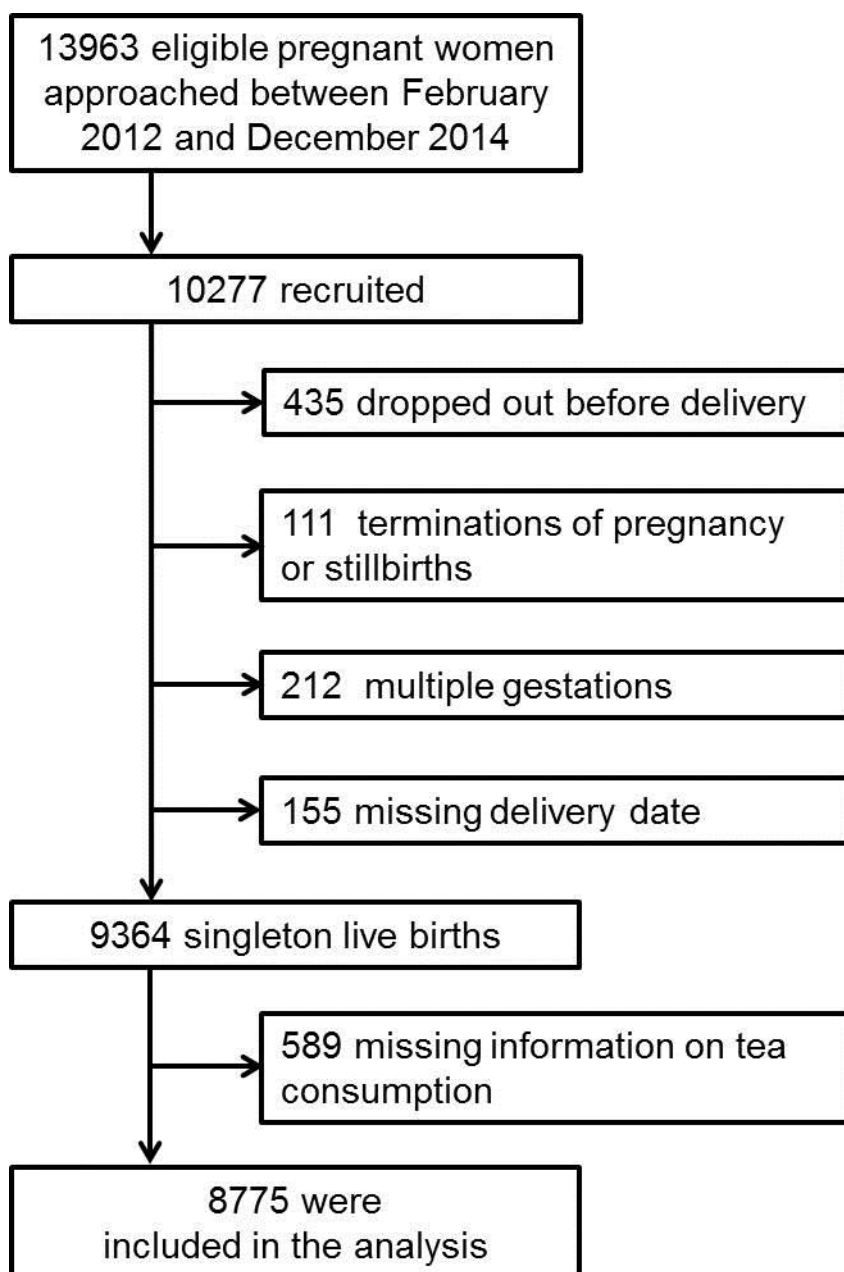 13963 eligible pregnant women
approached between February
2012 and December 2014
10277 recruited
435 dropped out before delivery
111 terminations of pregnancy
or stillbirths
212 multiple gestations
155 missing delivery date
9364 singleton live births
589 missing information on tea
consumption
8775 were
included in the analysis